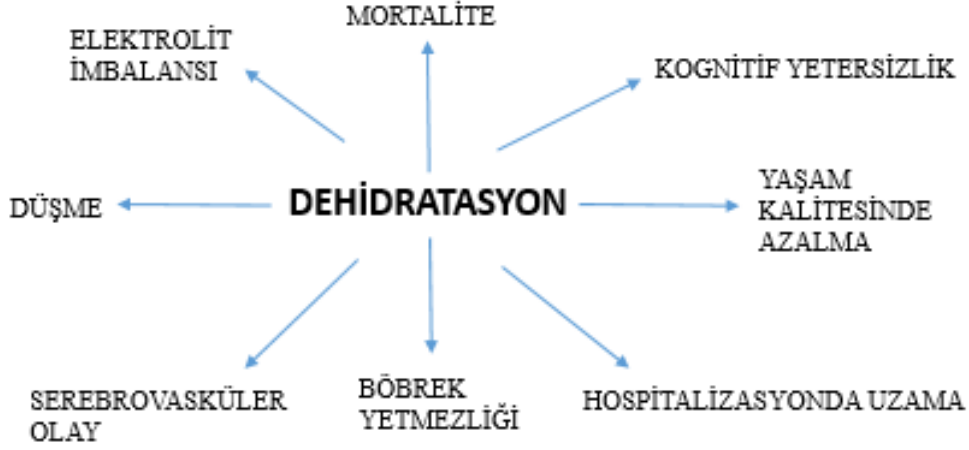 MORTALİTE
ELEKTROLİT
İMBALANSI
KOGNİTİF YETERSİZLİK
DEHİDRATASYON
DÜŞME
YAŞAM
KALİTESİNDE
AZALMA
SEREBROVASKÜLER
OLAY
BÖBREK
YETMEZLİĞİ
HOSPİTALİZASYONDA UZAMA